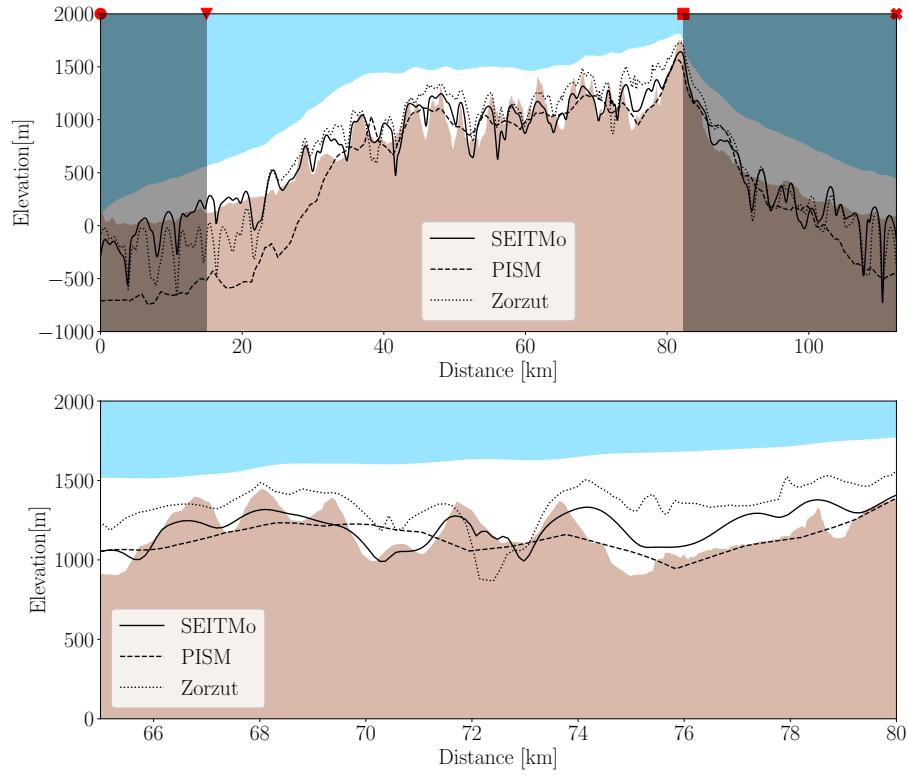 2000
1500
1000
500
0
−500
−1000
Elevation[m]
SEITMo
PISM
Zorzut
0
20
40
60
80
100
Distance [km]
2000
1500
1000
500
0
Elevation[m]
SEITMo
PISM
Zorzut
66
68
70
72
74
76
78
80
Distance [km]